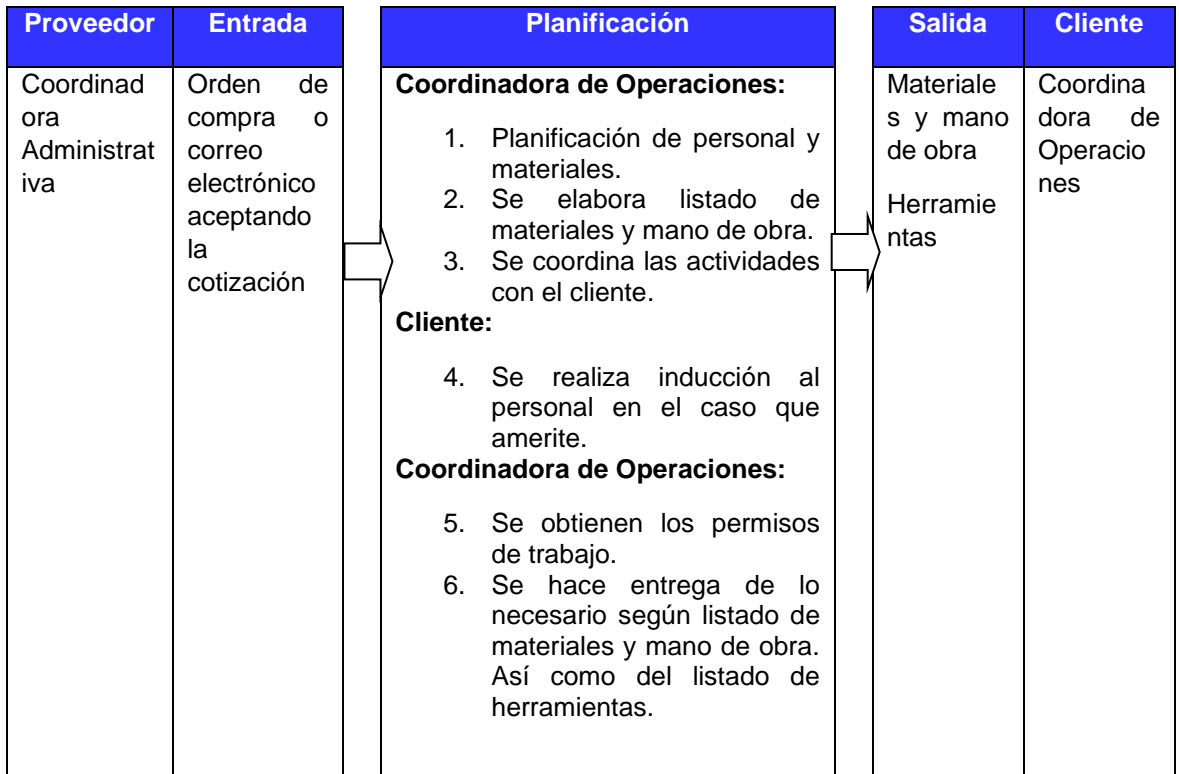 Proveedor
Entrada
Planificación
Salida
Cliente
Coordinad
ora
Administrat
iva
Orden de
compra o
correo
electrónico
aceptando
la
cotización
Coordinadora de Operaciones:
1. Planificación de personal y
materiales.
2. Se elabora listado de
materiales y mano de obra.
3. Se coordina las actividades
con el cliente.
Cliente:
4. Se realiza inducción al
personal en el caso que
amerite.
Coordinadora de Operaciones:
5. Se obtienen los permisos
de trabajo.
6. Se hace entrega de lo
necesario según listado de
materiales y mano de obra.
Así como del listado de
herramientas.
Materiale
s y mano
de obra
Herramie
ntas
Coordina
dora de
Operacio
nes